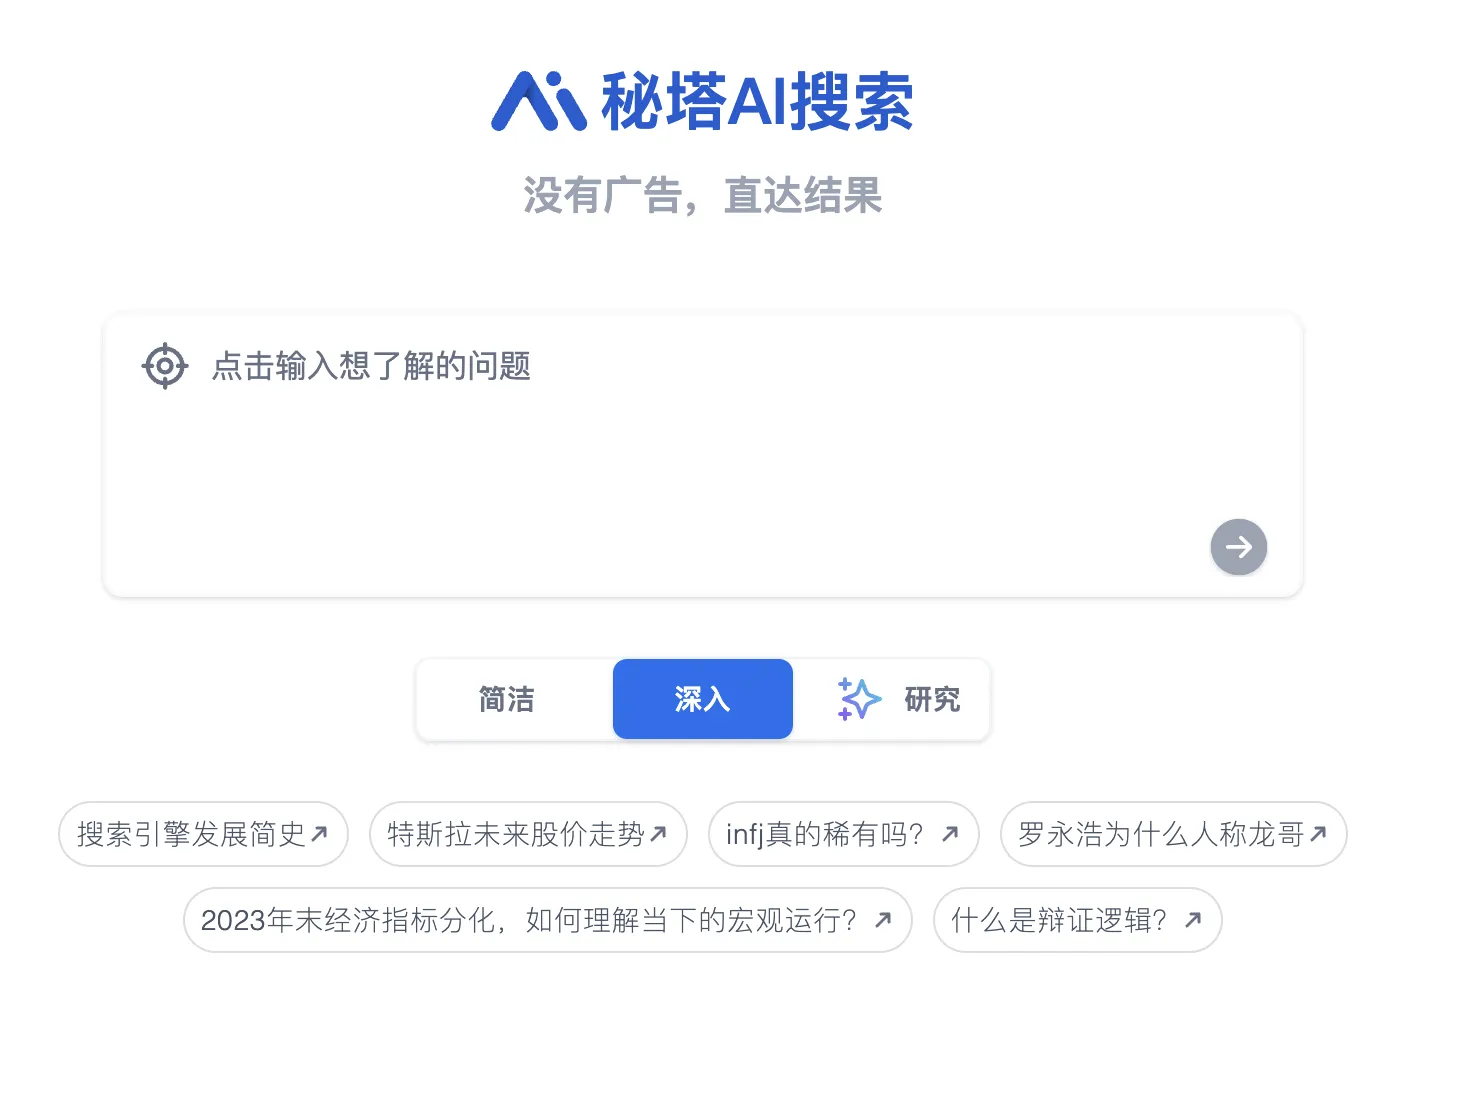 秘塔AI搜索
没有广告，直达结果
点击输入想了解的问题
简洁 深入 研究
搜索引擎发展简史 特斯拉未来股价走势 infj真的稀有吗？ 罗永浩为什么人称龙哥
2023年末经济指标分化，如何理解当下的宏观运行？ 什么是辩证逻辑？